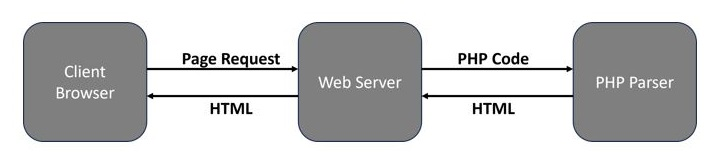 Client
Browser
Page Request
HTML
Web Server
PHP Code
HTML
PHP Parser